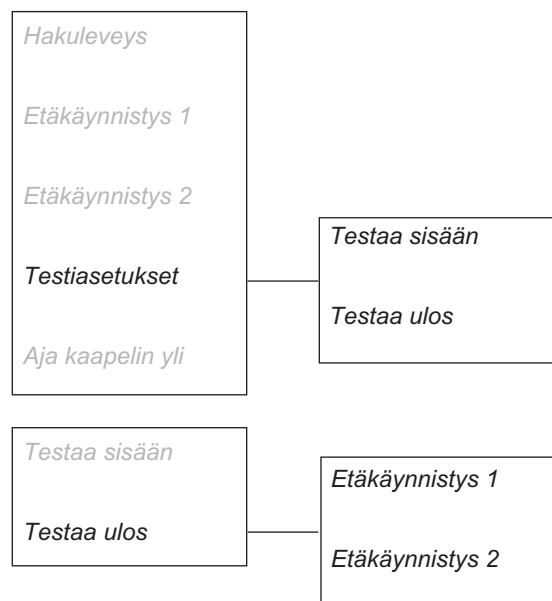 Hakuleveys
Etäkäynnistys 1
Etäkäynnistys 2
Testiasetukset
Aja kaapelin yli
Testaa sisään
Testaa ulos
Testaa sisään
Testaa ulos
Etäkäynnistys 1
Etäkäynnistys 2